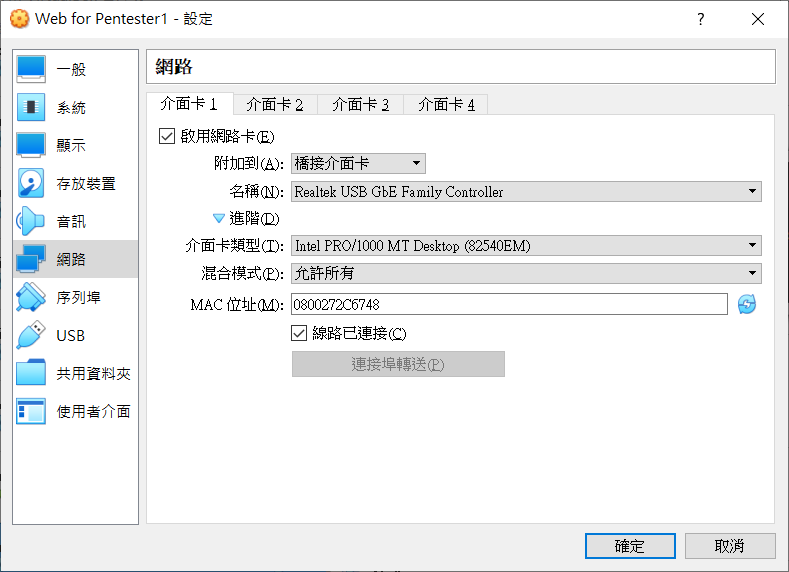 Web for Pentester1 - 設定
?
一般
系統
顯示
存放裝置
音訊
網路
序列埠
USB
共用資料夾
使用者介面
網路
介面卡 1 介面卡 2 介面卡 3 介面卡 4
啟用網路卡(E)
附加到(A): 橋接介面卡
名稱(N): Realtek USB GbE Family Controller
進階(D)
介面卡類型(T): Intel PRO/1000 MT Desktop (82540EM)
混合模式(P): 允許所有
MAC 位址(M): 0800272C6748
線路已連接(C)
連接埠轉送(P)
確定 取消